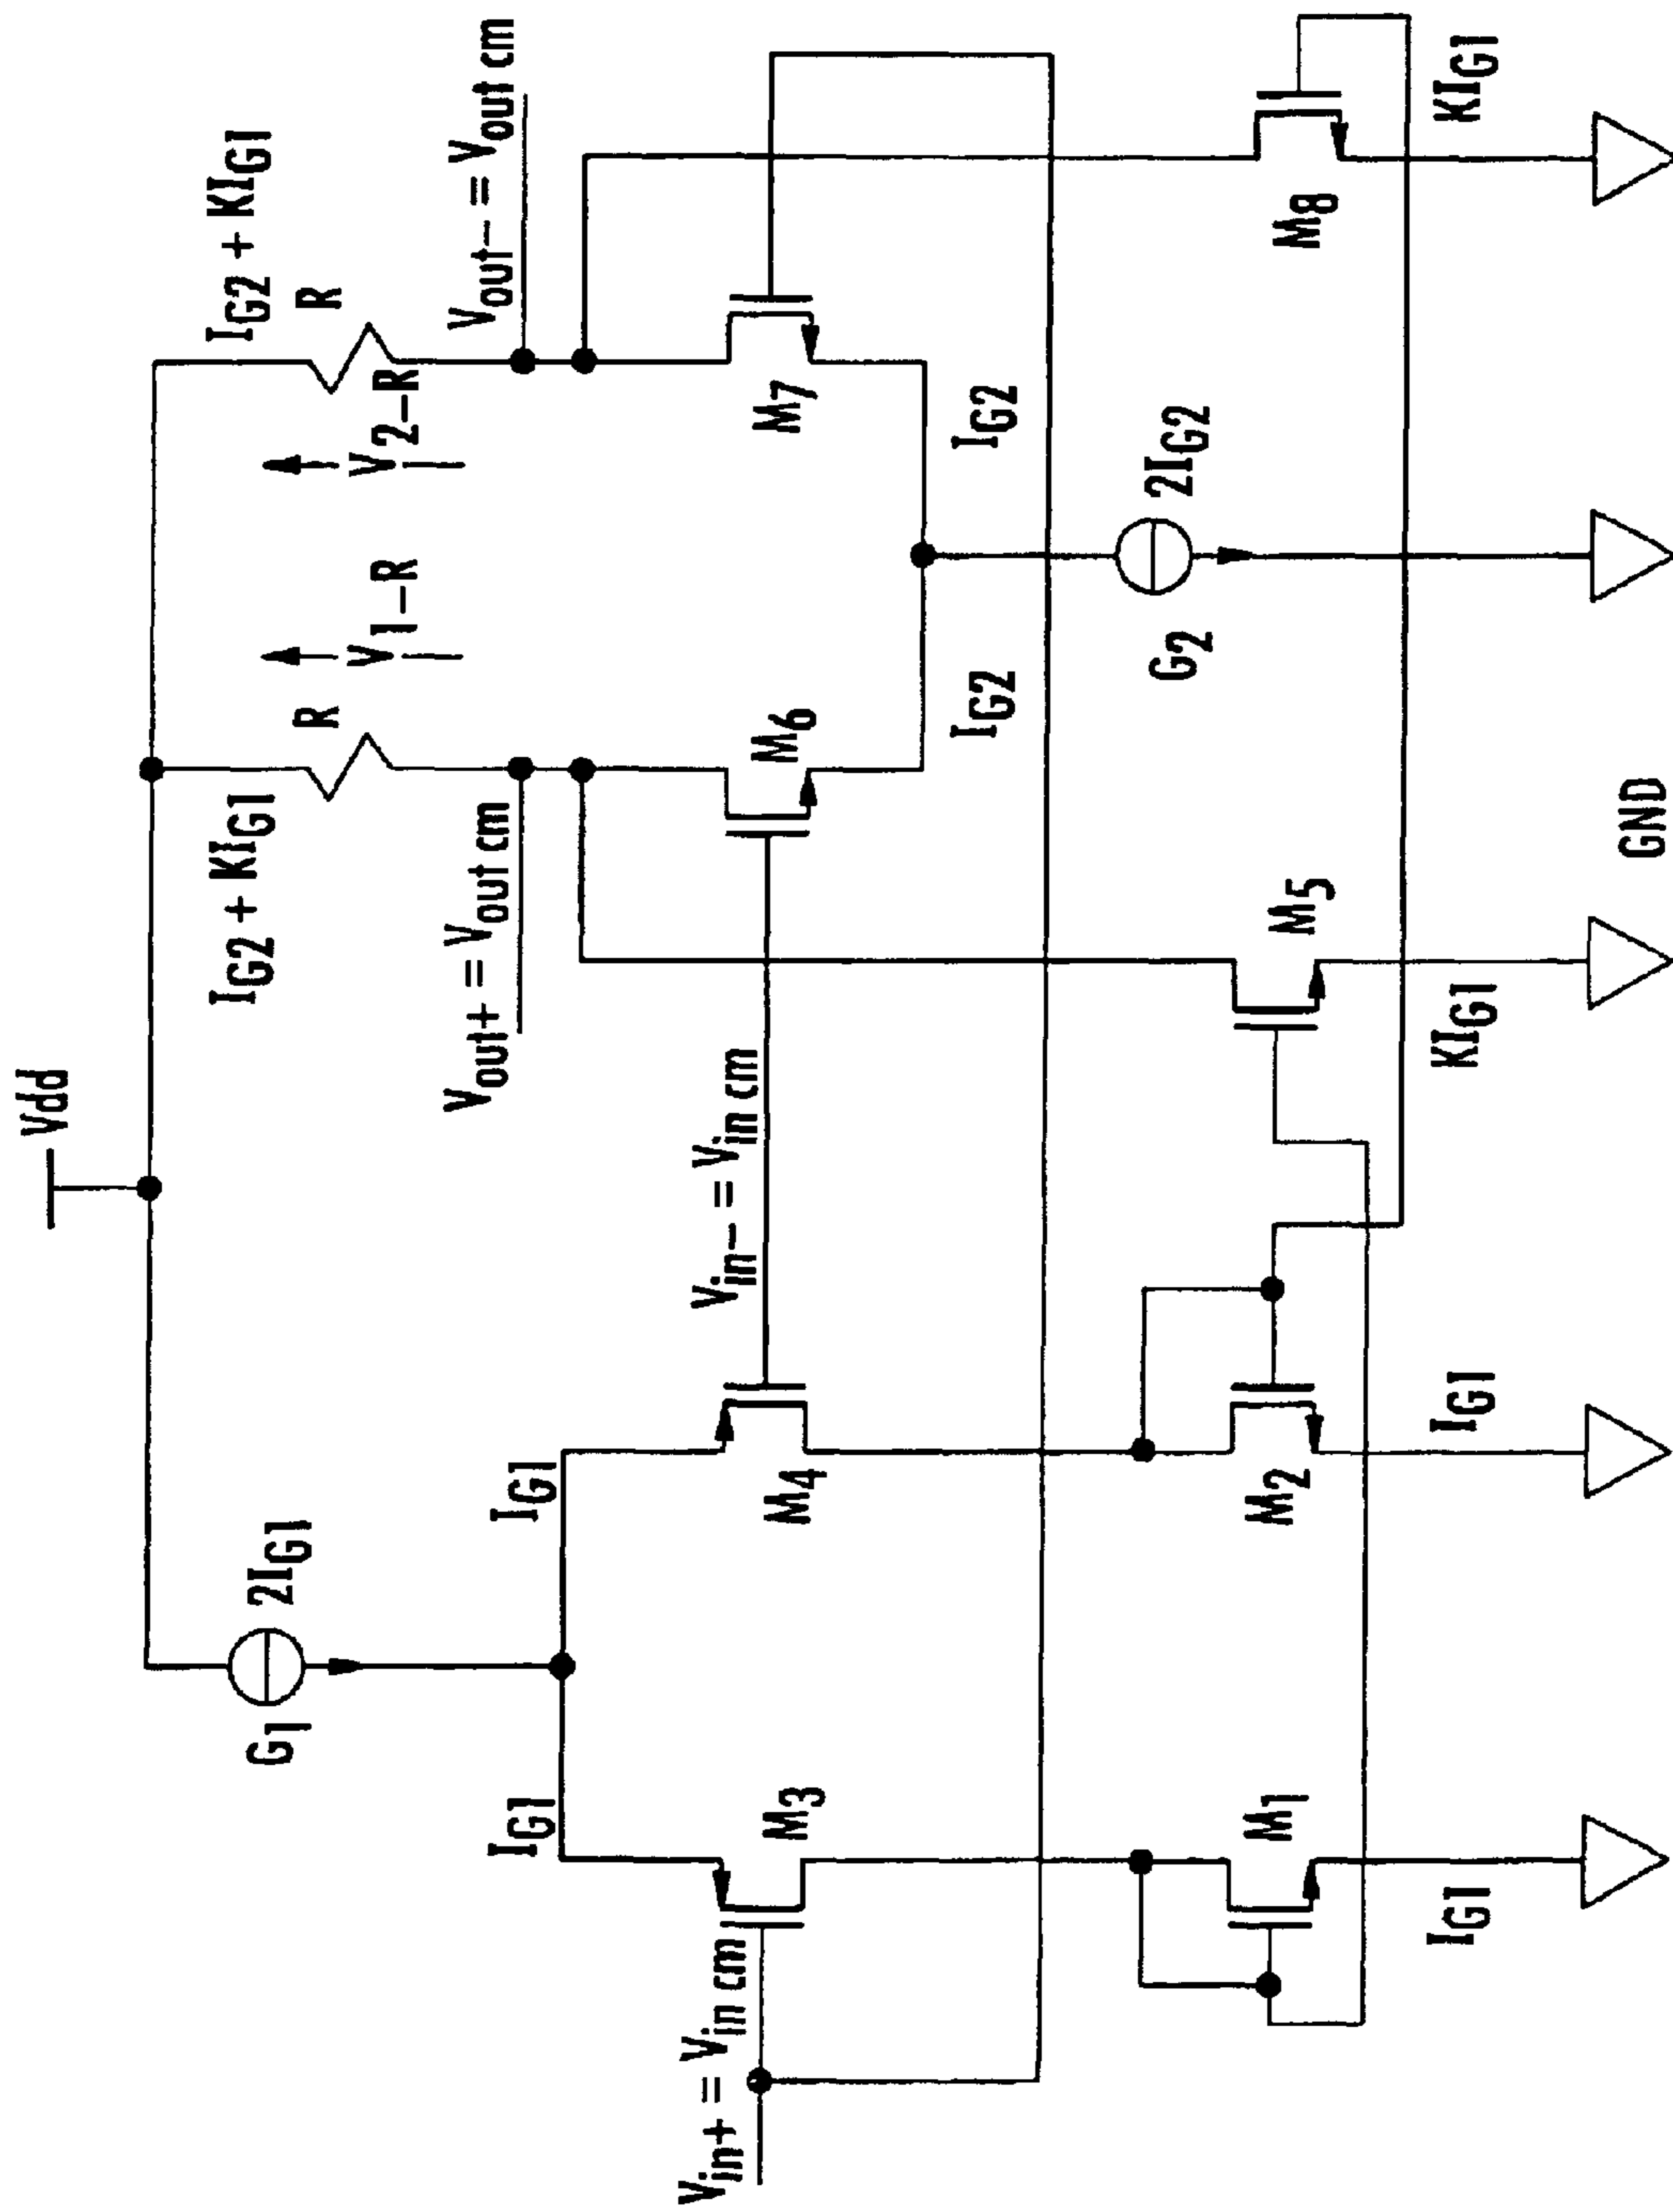 Vdd
G1
2IG1
IG2 + KIG1
R
V1-R
V2-R
IG2 + KIG1
R
IG1
IG1
Vout+ = Vout cm
Vout- = Vout cm
Vin+ = Vin cm
M3
M4
Vin- = Vin cm
M6
M7
IG2
IG2
G2
2IG2
M1
M2
M5
M8
IG1
IG1
KIG1
KIG1
GND